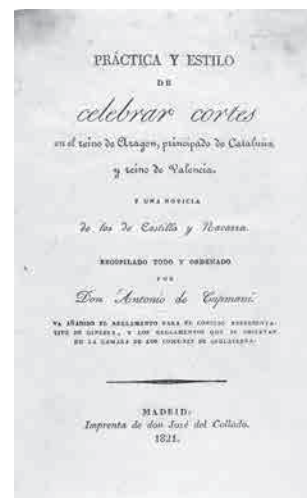 PRÁCTICA Y ESTILO
DE
celebrar cortes
en el reino de Aragon, principado de Cataluña
y reino de Valencia.
Y UNA NOTICIA
de las de Castilla y Navarra.
RECOPILADO TODO Y ORDENADO
POR
Don Antonio de Capmani.
VA AÑADIDO EL REGLAMENTO PARA EL CONSEJO REPRESENTA-
TIVO DE GINEBRA, Y LOS REGLAMENTOS QUE SE OBSERVAN
EN LA CAMARA DE LOS COMUNES DE INGLATERRA.
MADRID:
Imprenta de don José del Collado.
1821.